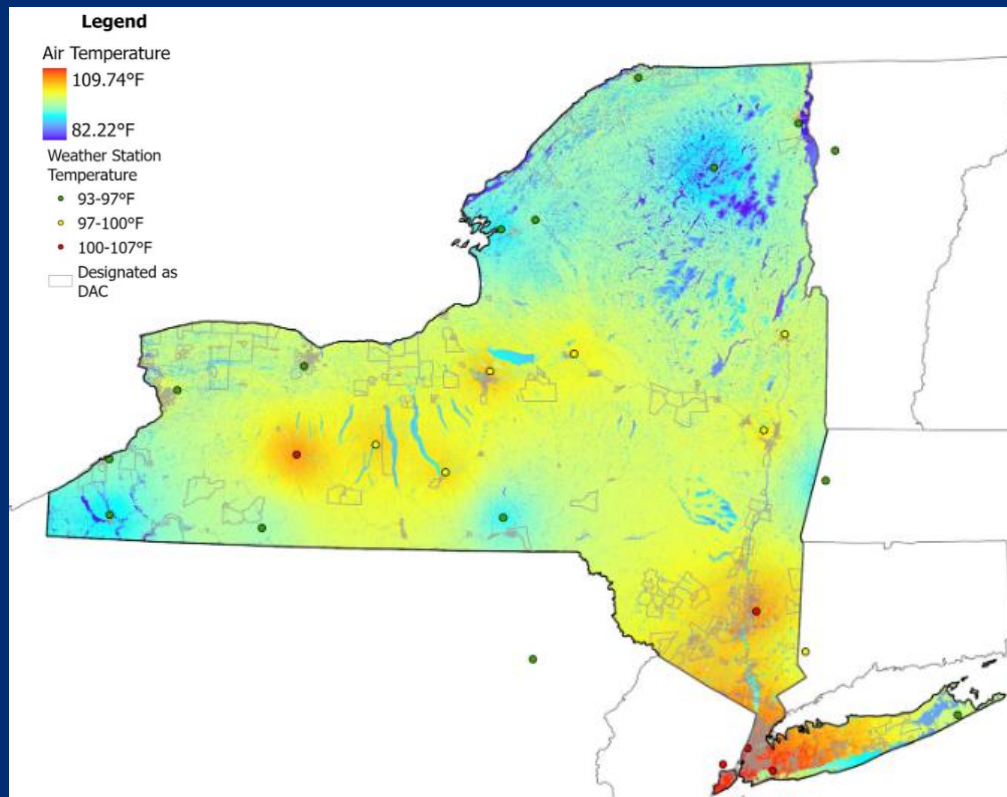 Legend
Air Temperature
109.74°F
82.22°F
Weather Station
Temperature
93-97°F
97-100°F
100-107°F
Designated as
DAC